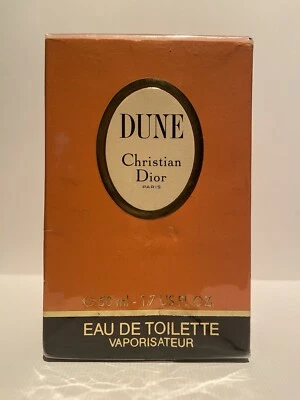 DUNE
Christian
Dior
PARIS
50 ml - 1.7 US FL. OZ
EAU DE TOILETTE
VAPORISATEUR